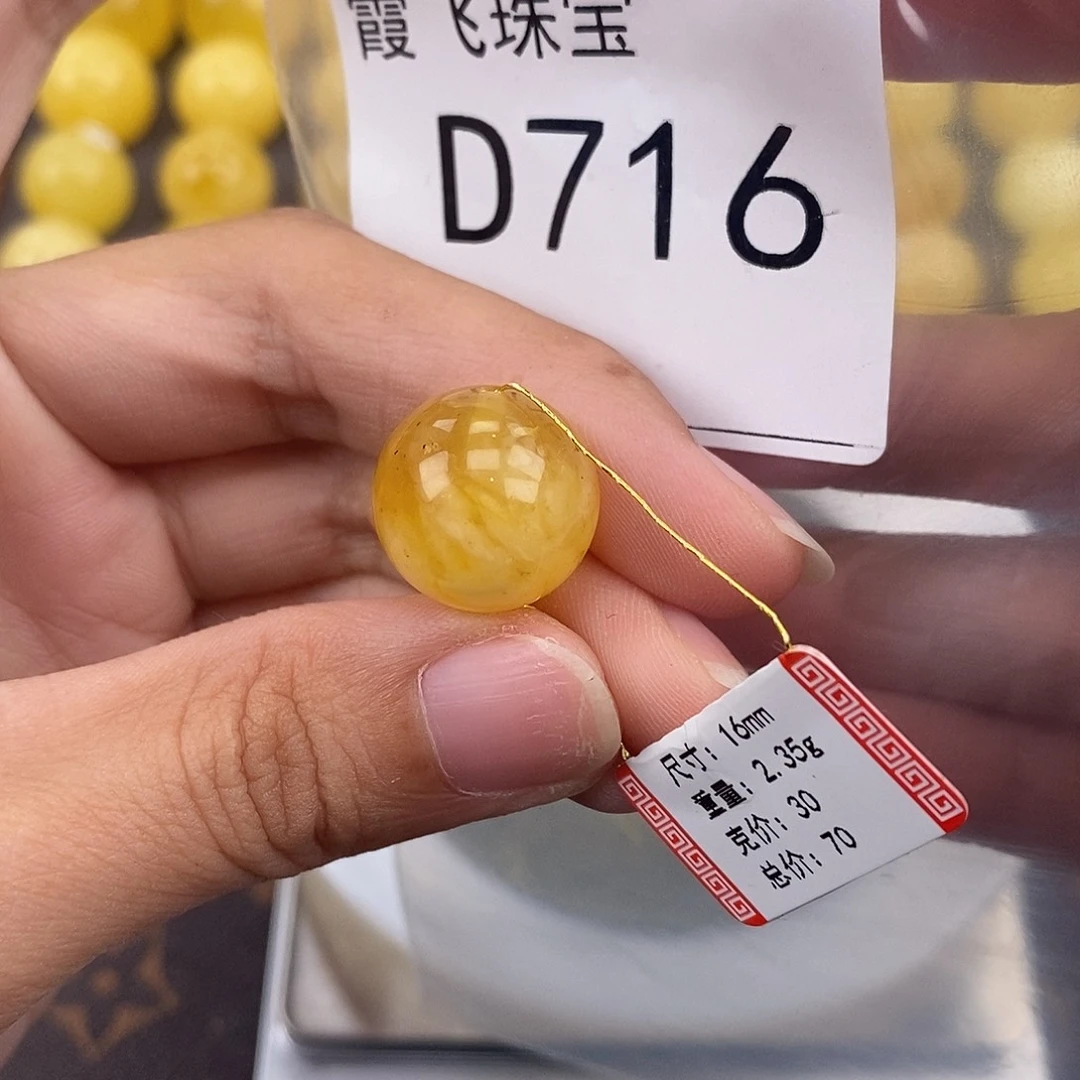 霞飞珠宝
D716
尺寸：16mm
重量：2.35g
克价：30
总价：70